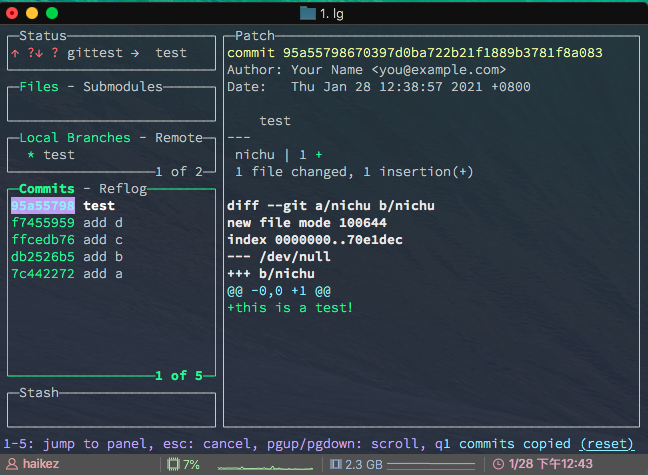 1. lg
Status
↑ ?↓ ? gittest → test
Files - Submodules
Local Branches - Remote
* test
1 of 2
Commits - Reflog
95a55798 test
f7455959 add d
ffcedb76 add c
db2526b5 add b
7c442272 add a
1 of 5
Stash
Patch
commit 95a55798670397d0ba722b21f1889b3781f8a083
Author: Your Name <you@example.com>
Date:   Thu Jan 28 12:38:57 2021 +0800
test
---
nichu | 1 +
1 file changed, 1 insertion(+)
diff --git a/nichu b/nichu
new file mode 100644
index 0000000..70e1dec
--- /dev/null
+++ b/nichu
@@ -0,0 +1 @@
+this is a test!
1-5: jump to panel, esc: cancel, pgup/pgdown: scroll, q1 commits copied (reset)
haikez 7% 2.3 GB 1/28 下午12:43